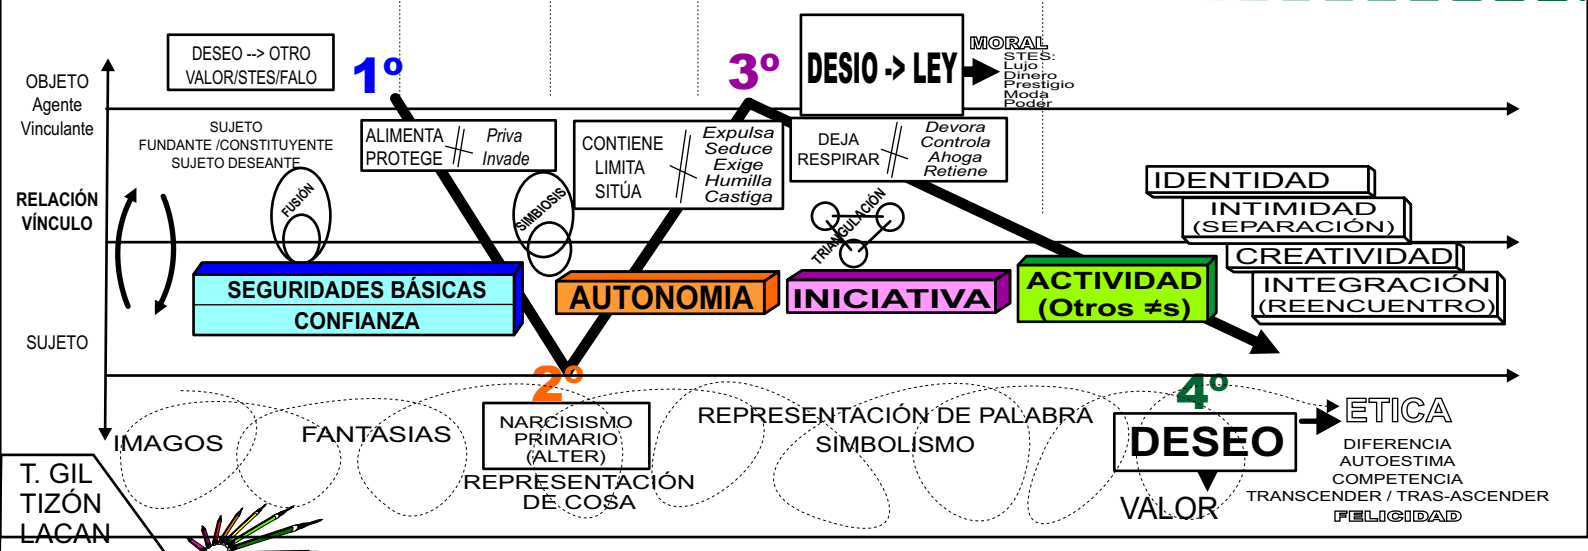 DESEO --> OTRO
VALOR/STES/FALO
1º
3º
DESIO -> LEY
MORAL
STES:
Lujo
Dinero
Prestigio
Moda
Poder
OBJETO
Agente
Vinculante
SUJETO
FUNDANTE /CONSTITUYENTE
SUJETO DESEANTE
ALIMENTA
PROTEGE
Priva
Invade
CONTIENE
LIMITA
SITÚA
Expulsa
Seduce
Exige
Humilla
Castiga
DEJA
RESPIRAR
Devora
Controla
Ahoga
Retiene
RELACIÓN
VÍNCULO
FUSIÓN
SIMBIOSIS
TRIANGULACIÓN
IDENTIDAD
INTIMIDAD
(SEPARACIÓN)
CREATIVIDAD
INTEGRACIÓN
(REENCUENTRO)
SEGURIDADES BÁSICAS
CONFIANZA
AUTONOMIA
INICIATIVA
ACTIVIDAD
(Otros ≠s)
SUJETO
2º
4º
IMAGOS
FANTASIAS
NARCISISMO
PRIMARIO
(ALTER)
REPRESENTACIÓN
DE COSA
REPRESENTACIÓN DE PALABRA
SIMBOLISMO
DESEO
VALOR
ETICA
DIFERENCIA
AUTOESTIMA
COMPETENCIA
TRANSCENDER / TRAS-ASCENDER
FELICIDAD
T. GIL
TIZÓN
LACAN